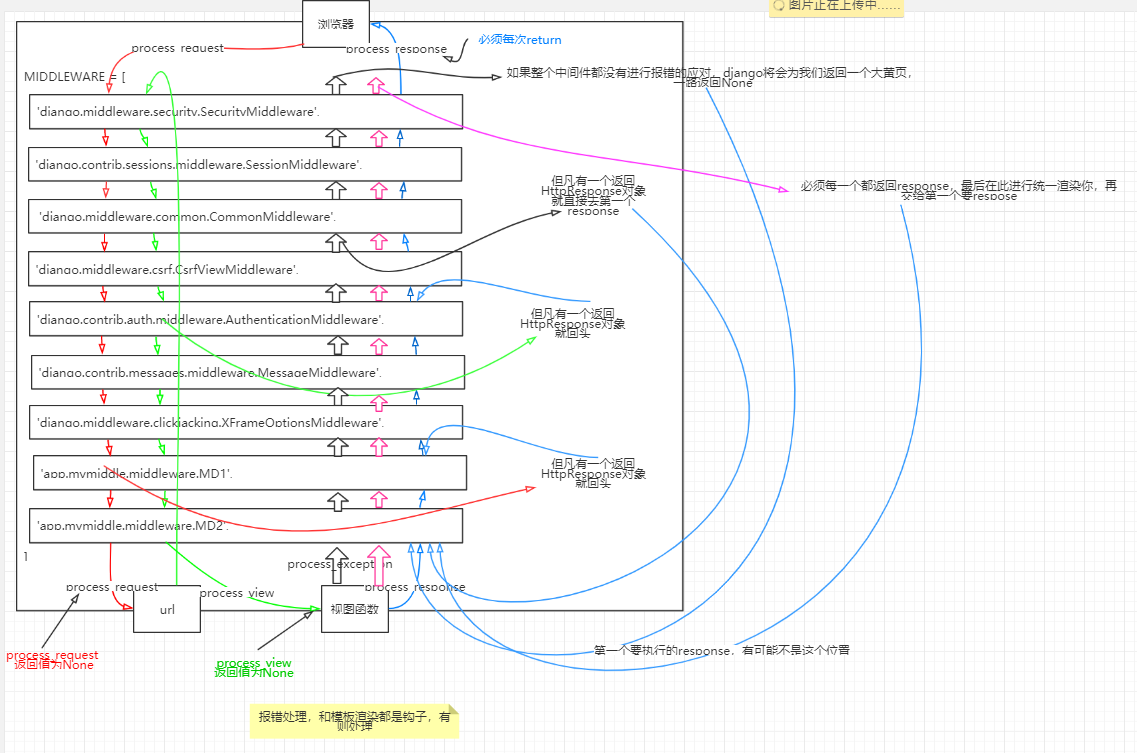 图片正在上传中......
浏览器
process_request
process_response
必须每次return
MIDDLEWARE = [
如果整个中间件都没有进行报错的应对，django将会为我们返回一个大黄页，
一路返回None
'django.middleware.security.SecurityMiddleware',
'django.contrib.sessions.middleware.SessionMiddleware',
但凡有一个返回
HttpResponse对象
就直接去第一个
response
必须每一个都返回response，最后在此进行统一渲染你，再
交给第一个要respose
'django.middleware.common.CommonMiddleware',
'django.middleware.csrf.CsrfViewMiddleware',
'django.contrib.auth.middleware.AuthenticationMiddleware',
但凡有一个返回
HttpResponse对象
就回头
'django.contrib.messages.middleware.MessageMiddleware',
'django.middleware.clickjacking.XFrameOptionsMiddleware',
'app.mymiddle.middleware.MD1',
但凡有一个返回
HttpResponse对象
就回头
'app.mymiddle.middleware.MD2',
]
process_exception
process_request
process_view
process_response
url
视图函数
process_request
返回值为None
process_view
返回值为None
第一个要执行的response，有可能不是这个位置
报错处理，和模板渲染都是钩子，有
则处理